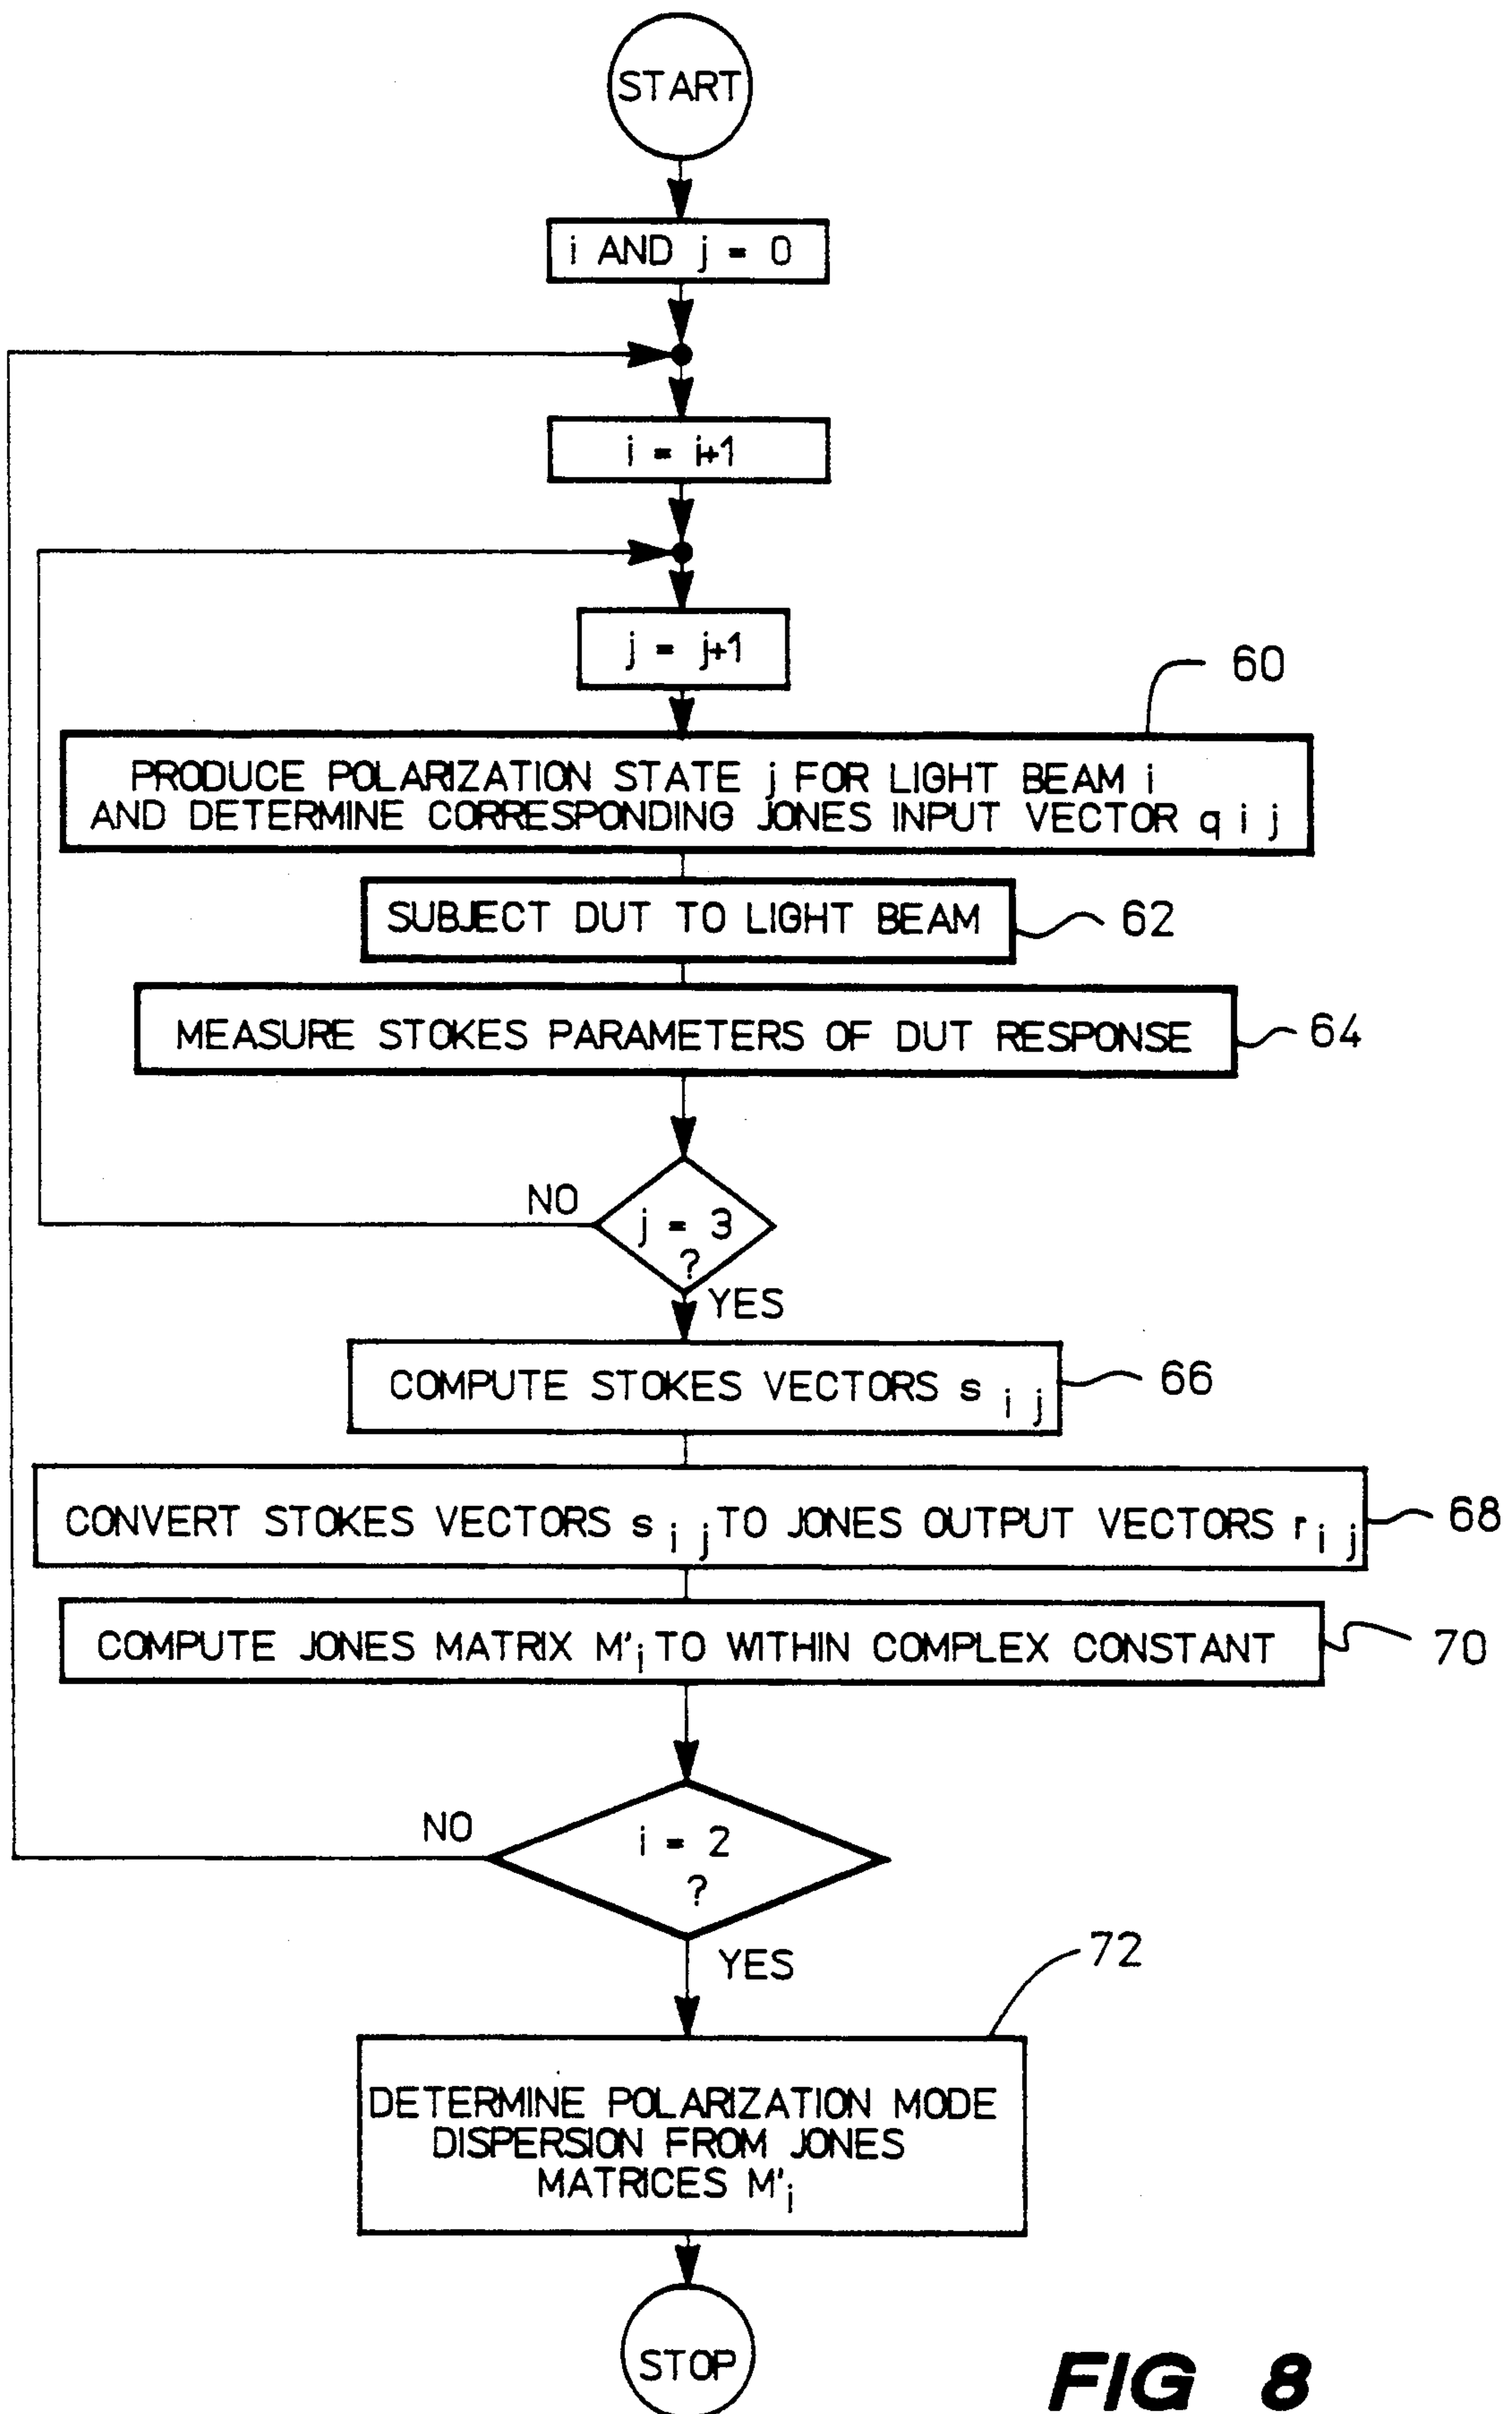 START
i AND j = 0
i = i+1
j = j+1
60
PRODUCE POLARIZATION STATE j FOR LIGHT BEAM i
AND DETERMINE CORRESPONDING JONES INPUT VECTOR q i j
SUBJECT DUT TO LIGHT BEAM
62
MEASURE STOKES PARAMETERS OF DUT RESPONSE
64
NO
j = 3
?
YES
COMPUTE STOKES VECTORS s i j
66
CONVERT STOKES VECTORS s i j TO JONES OUTPUT VECTORS r i j
68
COMPUTE JONES MATRIX M'i TO WITHIN COMPLEX CONSTANT
70
NO
i = 2
?
YES
72
DETERMINE POLARIZATION MODE
DISPERSION FROM JONES
MATRICES M'i
STOP
FIG 8